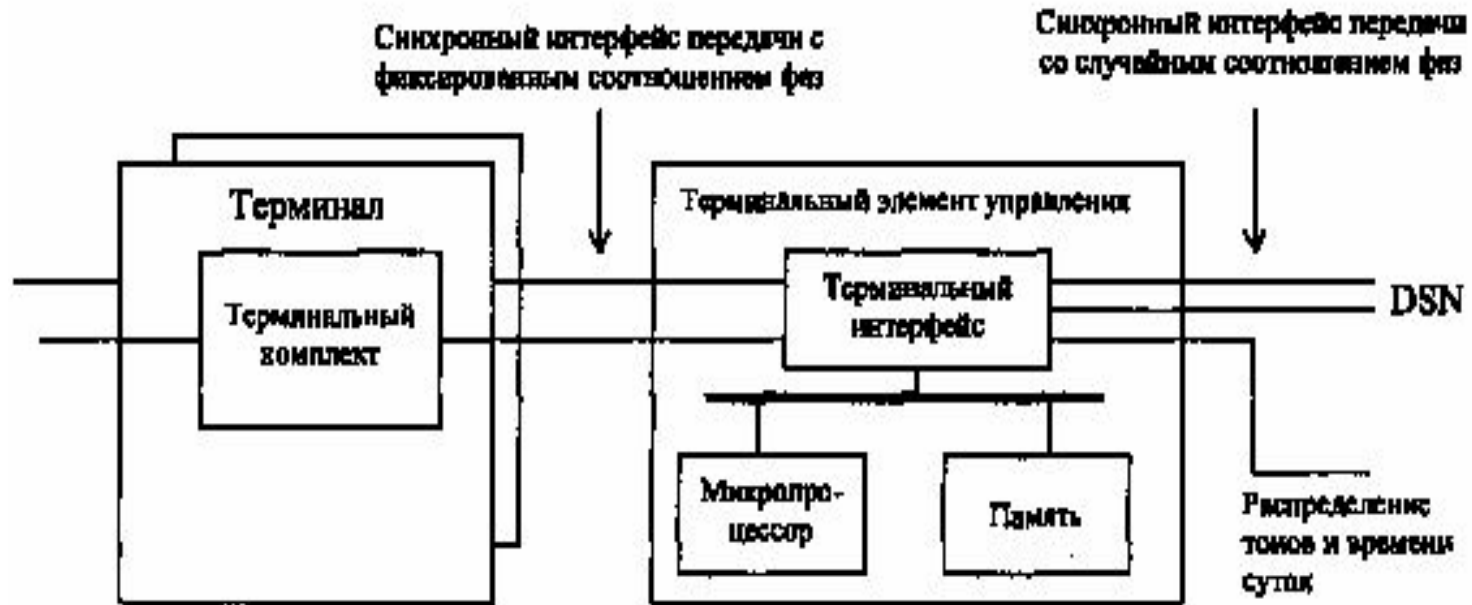 Синхронный интерфейс передачи с
фиксированным соотношением фаз
Синхронный интерфейс передачи
со случайным соотношением фаз
Терминал
Терминальный
комплект
Терминальный элемент управления
Терминальный
интерфейс
DSN
Микропро-
цессор
Память
Распределение
тонов и времени
суток